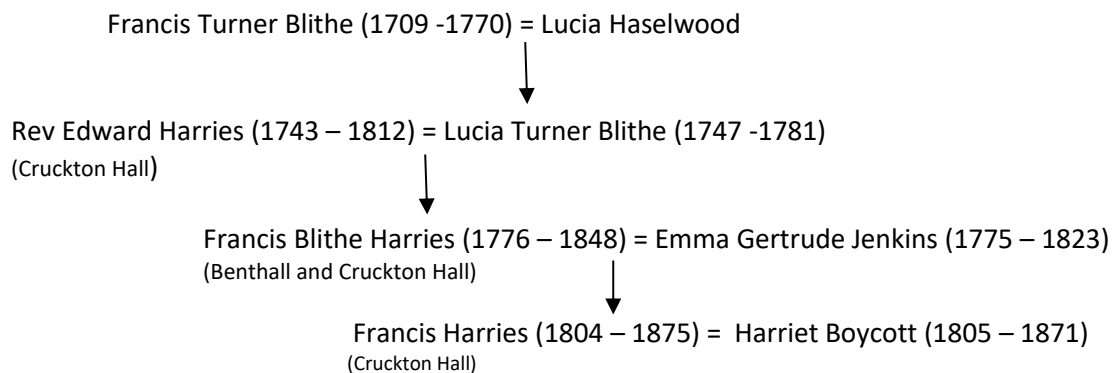 Francis Turner Blithe (1709 -1770) = Lucia Haselwood
Rev Edward Harries (1743 – 1812) = Lucia Turner Blithe (1747 -1781)
(Cruckton Hall)
Francis Blithe Harries (1776 – 1848) = Emma Gertrude Jenkins (1775 – 1823)
(Benthall and Cruckton Hall)
Francis Harries (1804 – 1875) = Harriet Boycott (1805 – 1871)
(Cruckton Hall)